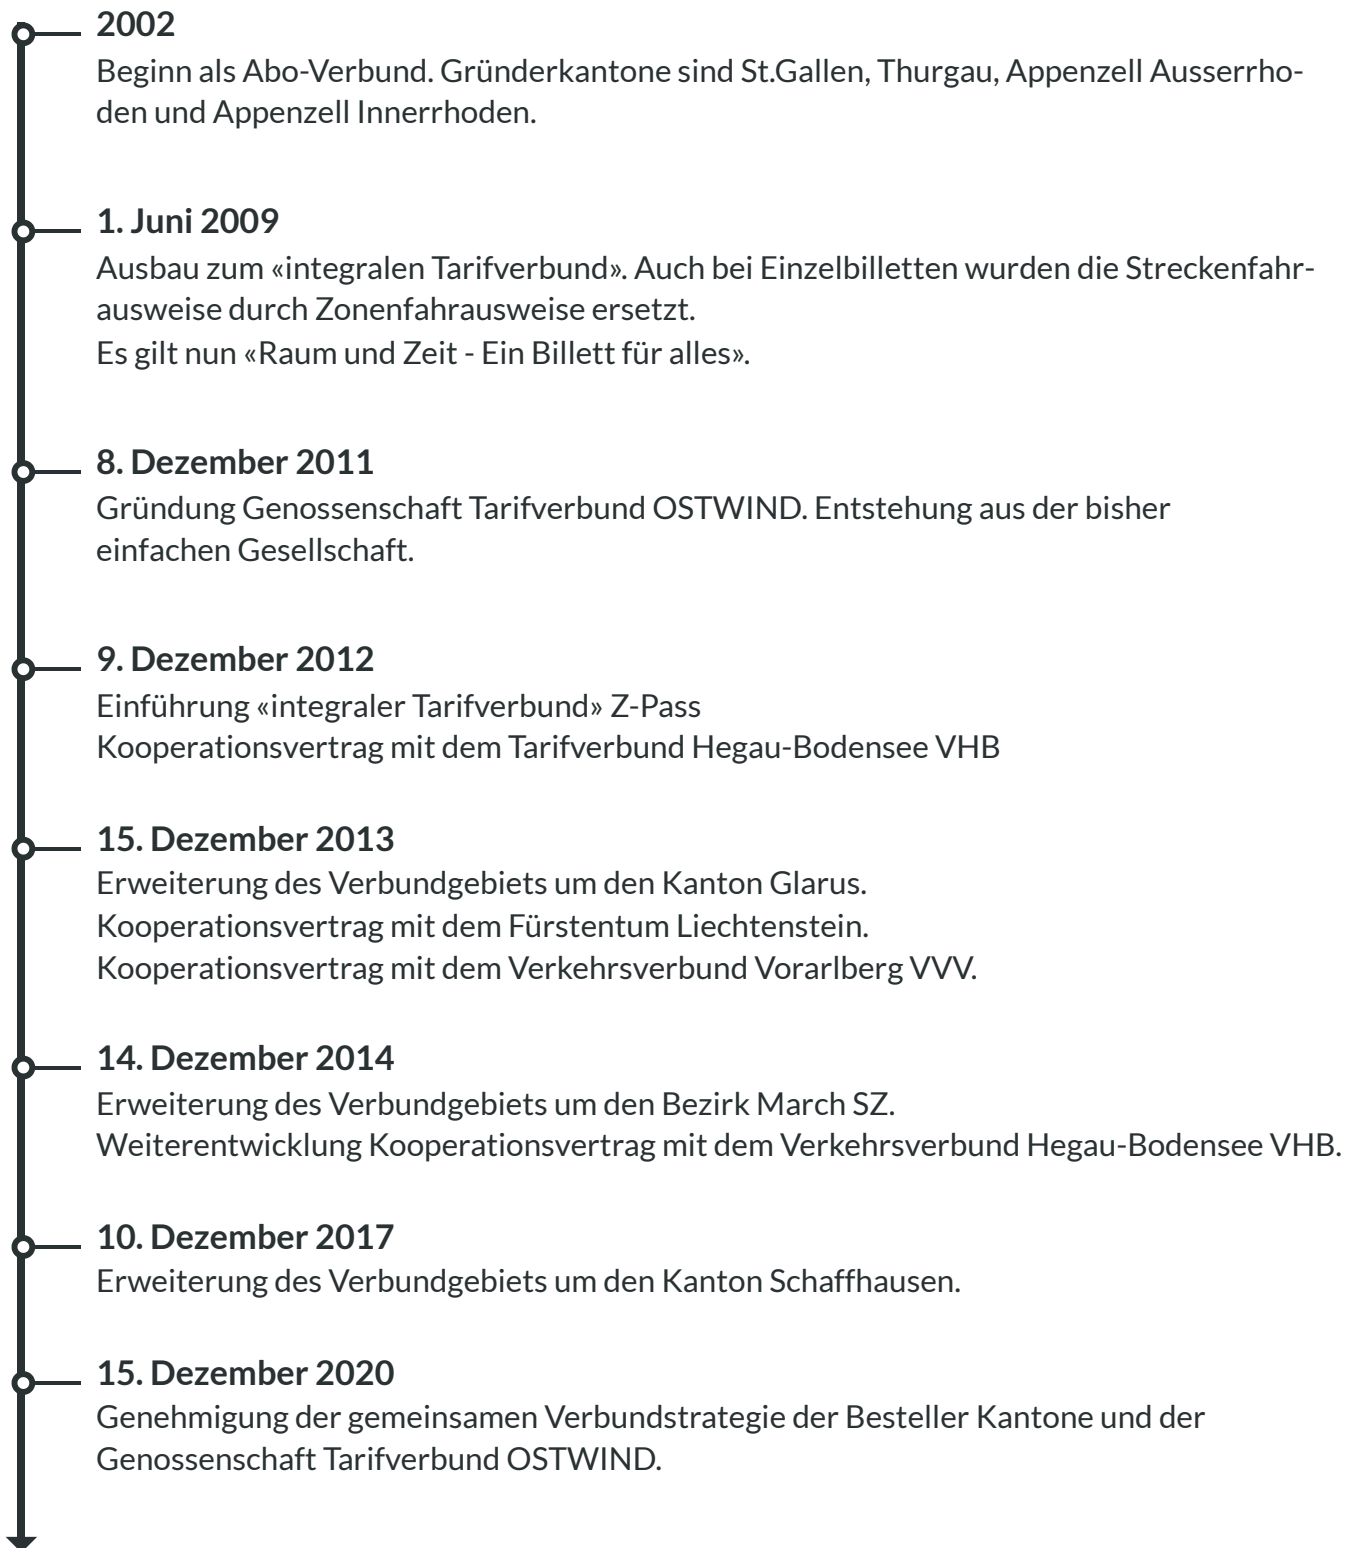 2002
Beginn als Abo-Verbund. Gründerkantone sind St.Gallen, Thurgau, Appenzell Ausserrho-
den und Appenzell Innerrhoden.
1. Juni 2009
Ausbau zum «integralen Tarifverbund». Auch bei Einzelbilletten wurden die Streckenfahr-
ausweise durch Zonenfahrausweise ersetzt.
Es gilt nun «Raum und Zeit - Ein Billett für alles».
8. Dezember 2011
Gründung Genossenschaft Tarifverbund OSTWIND. Entstehung aus der bisher
einfachen Gesellschaft.
9. Dezember 2012
Einführung «integraler Tarifverbund» Z-Pass
Kooperationsvertrag mit dem Tarifverbund Hegau-Bodensee VHB
15. Dezember 2013
Erweiterung des Verbundgebiets um den Kanton Glarus.
Kooperationsvertrag mit dem Fürstentum Liechtenstein.
Kooperationsvertrag mit dem Verkehrsverbund Vorarlberg VVV.
14. Dezember 2014
Erweiterung des Verbundgebiets um den Bezirk March SZ.
Weiterentwicklung Kooperationsvertrag mit dem Verkehrsverbund Hegau-Bodensee VHB.
10. Dezember 2017
Erweiterung des Verbundgebiets um den Kanton Schaffhausen.
15. Dezember 2020
Genehmigung der gemeinsamen Verbundstrategie der Besteller Kantone und der
Genossenschaft Tarifverbund OSTWIND.